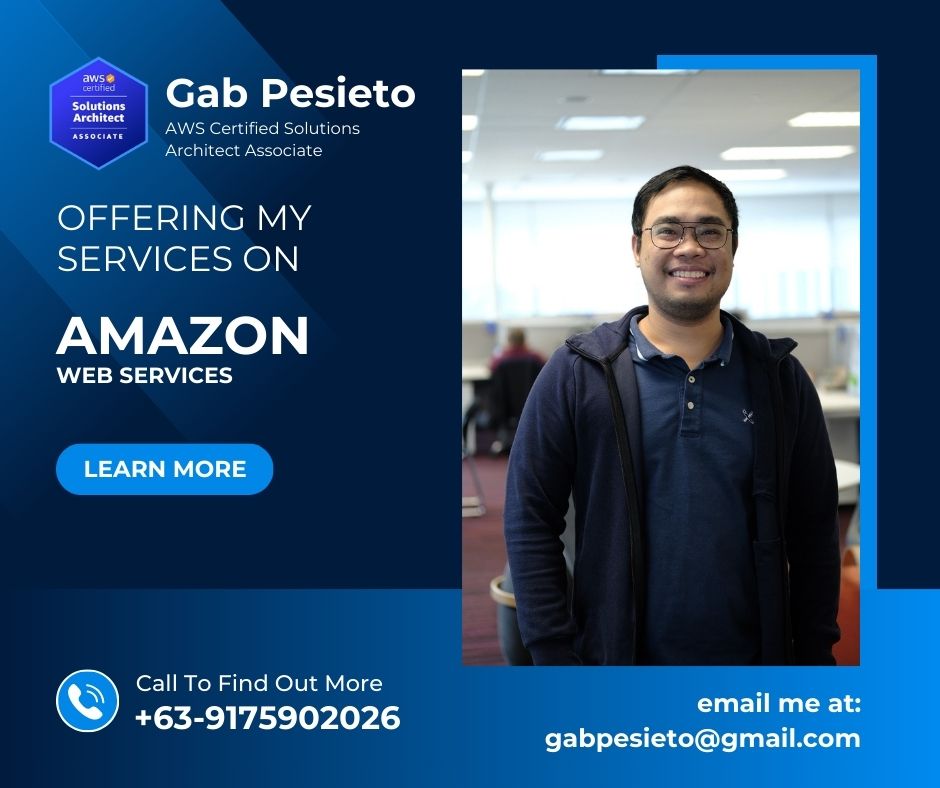 aws
certified
Solutions
Architect
ASSOCIATE
Gab Pesieto
AWS Certified Solutions
Architect Associate
OFFERING MY
SERVICES ON
AMAZON
WEB SERVICES
LEARN MORE
Call To Find Out More
+63-9175902026
email me at:
gabpesieto@gmail.com